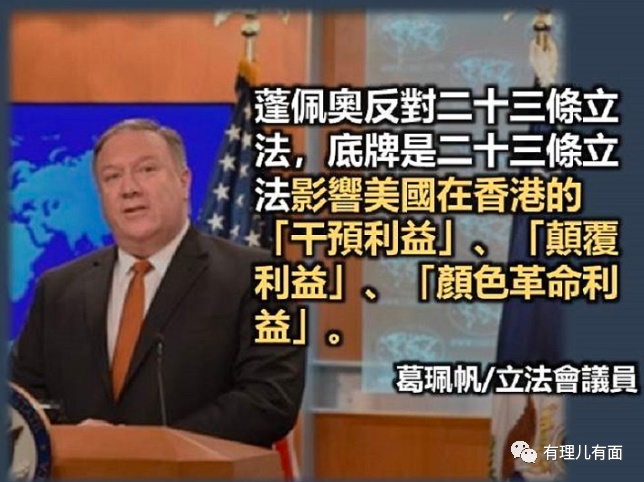 蓬佩奧反對二十三條立
法，底牌是二十三條立
法影響美國在香港的
「干預利益」、「顛覆
利益」、「顏色革命利
益」。
葛珮帆/立法會議員
有理儿有面